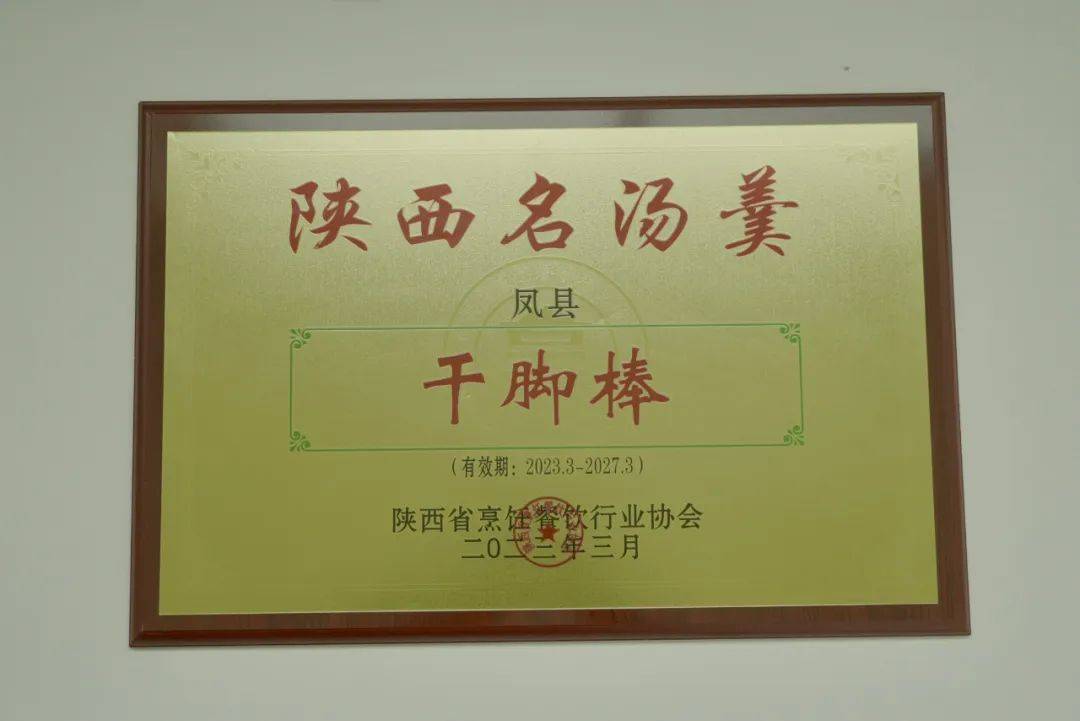 陕西名汤羹
凤县
干脚棒
（有效期：2023.3-2027.3）
陕西省烹饪餐饮行业协会
二〇二三年三月